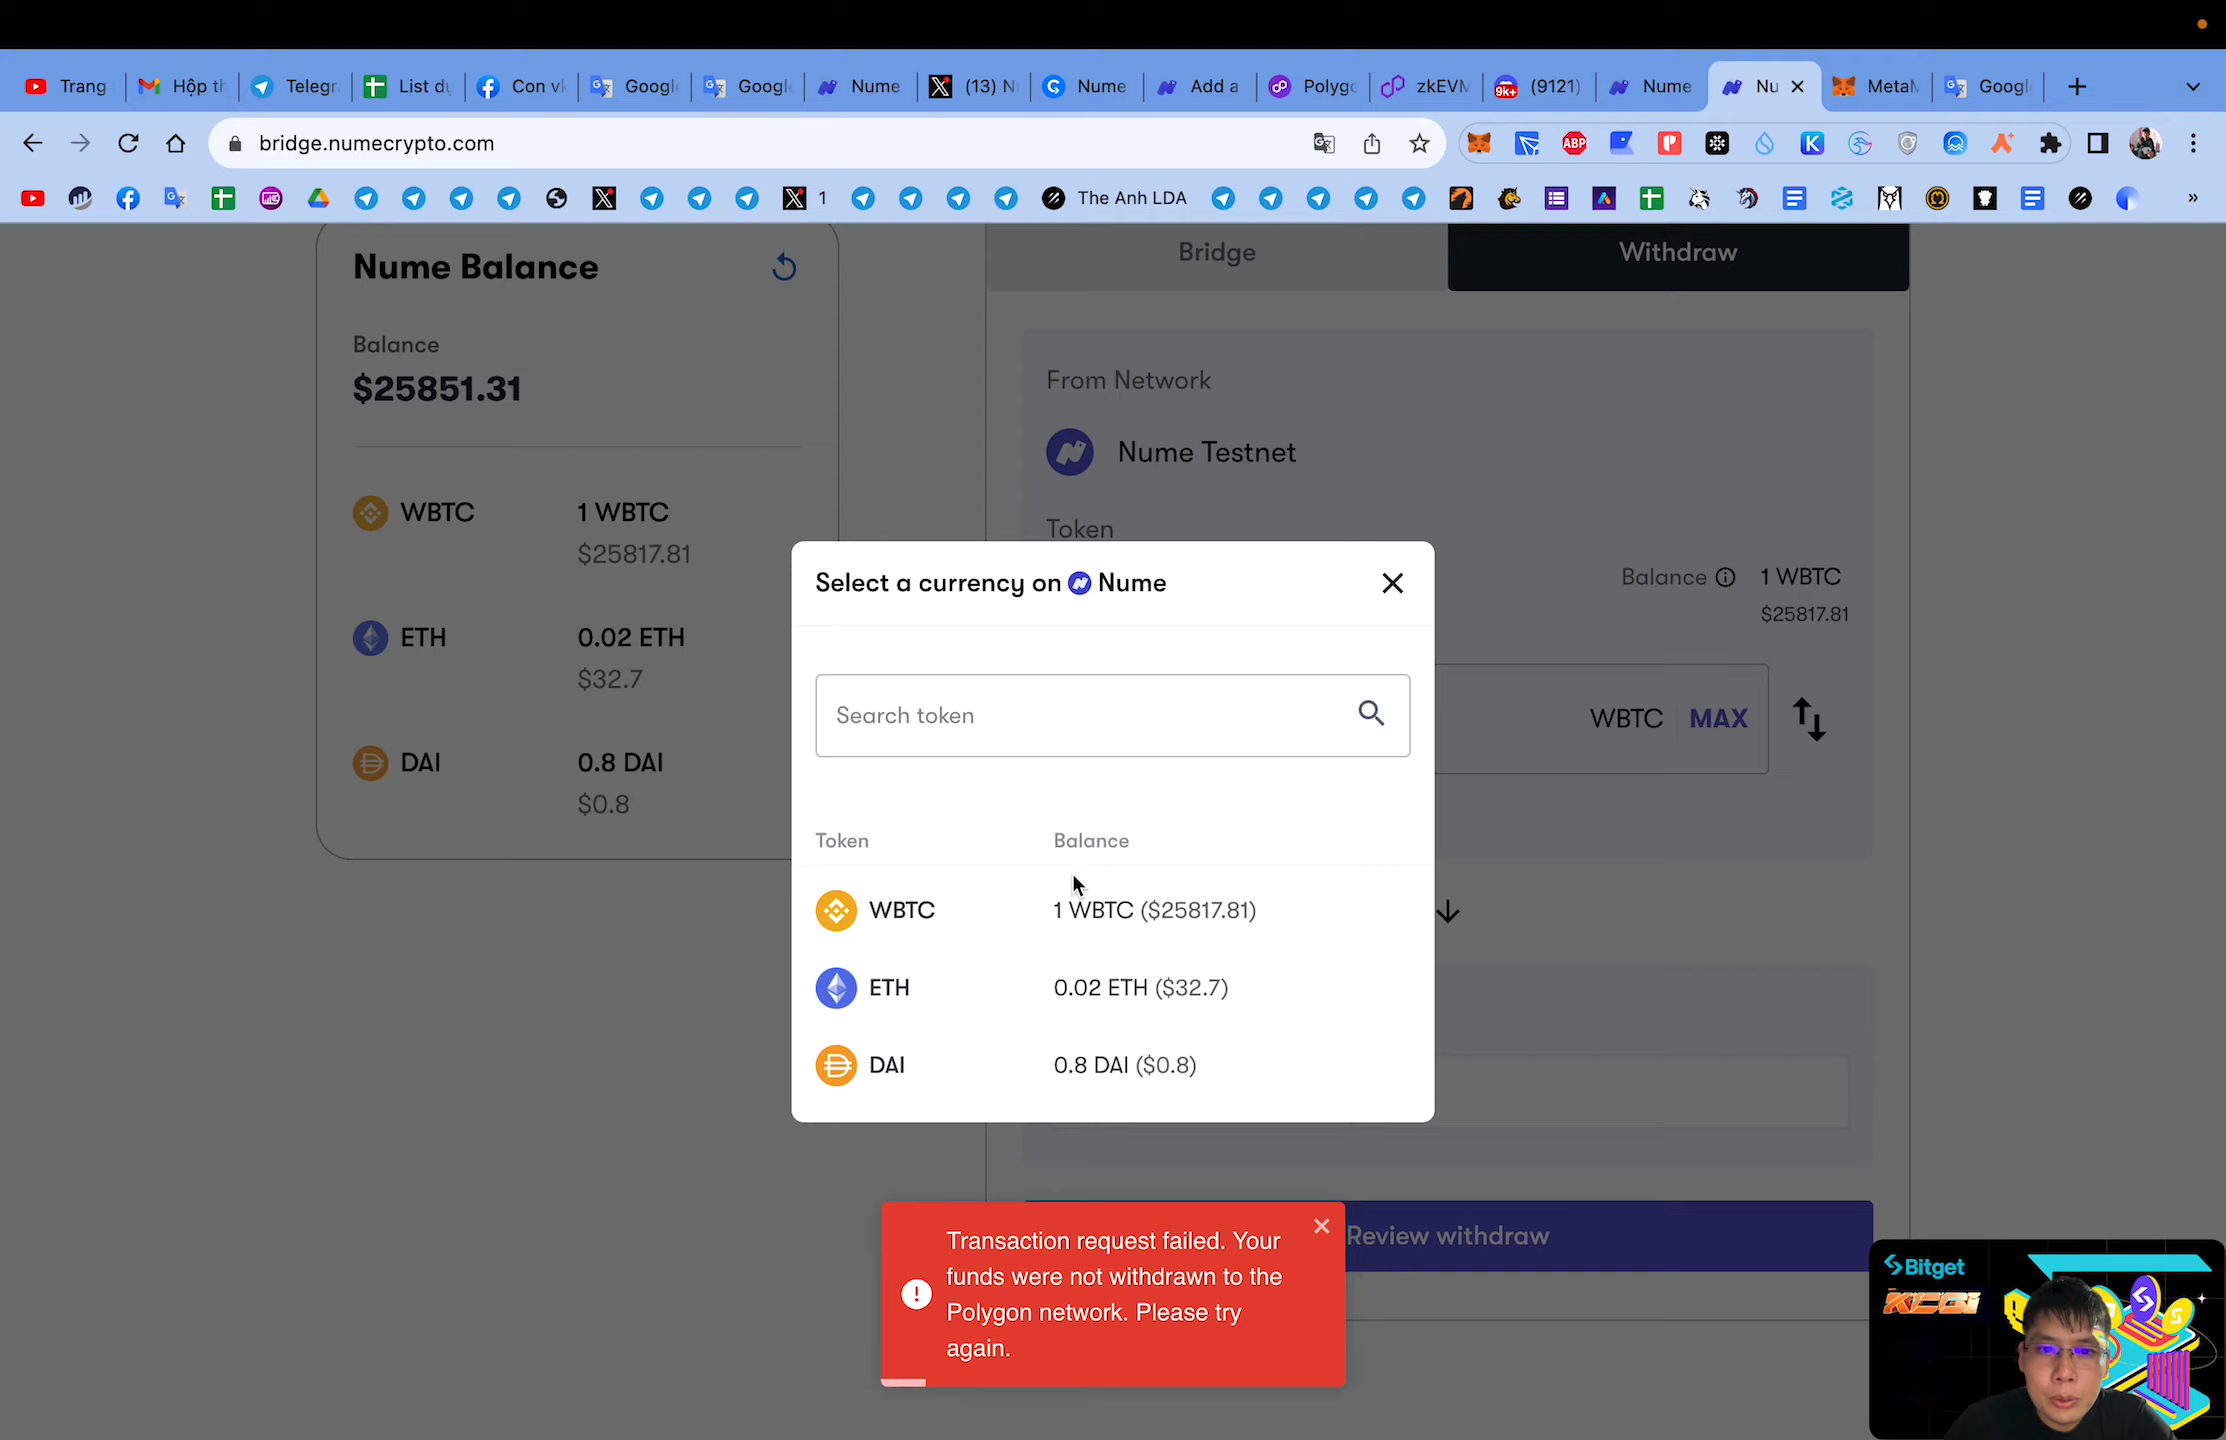 Trang
Hộp th
Telegr
List dụ
Con vk
Googl
Googl
Nume
(13) N
Nume
Add a
Polygo
zkEVM
9k+
(9121)
Nume
Nu
MetaM
Googl
bridge.numecrypto.com
ABP
K
1
The Anh LDA
»
Nume Balance
Balance
$25851.31
WBTC
1 WBTC
$25817.81
ETH
0.02 ETH
$32.7
DAI
0.8 DAI
$0.8
Bridge
Withdraw
From Network
Nume Testnet
Token
Balance
1 WBTC
$25817.81
WBTC
MAX
Select a currency on Nume
Search token
Token
Balance
WBTC
1 WBTC ($25817.81)
ETH
0.02 ETH ($32.7)
DAI
0.8 DAI ($0.8)
Review withdraw
Transaction request failed. Your
funds were not withdrawn to the
Polygon network. Please try
again.
Bitget
KCGI